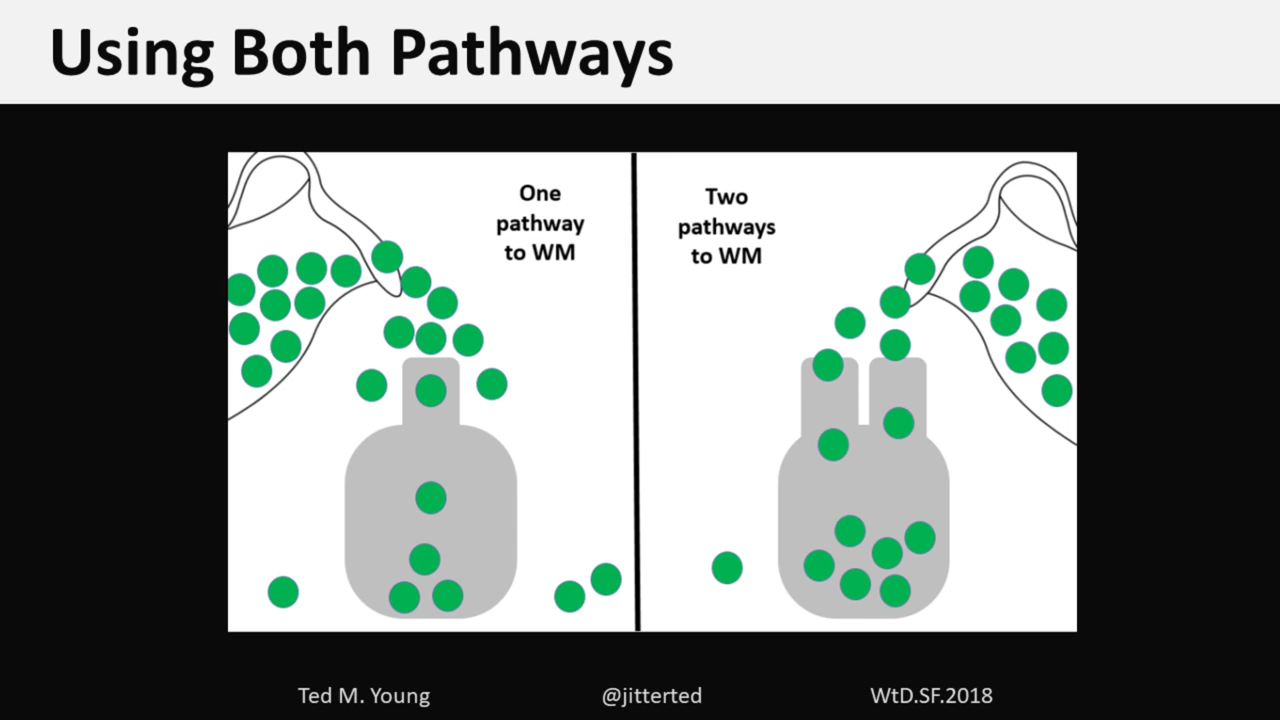 Using Both Pathways
One
pathway
to WM
Two
pathways
to WM
Ted M. Young @jitterted WtD.SF.2018